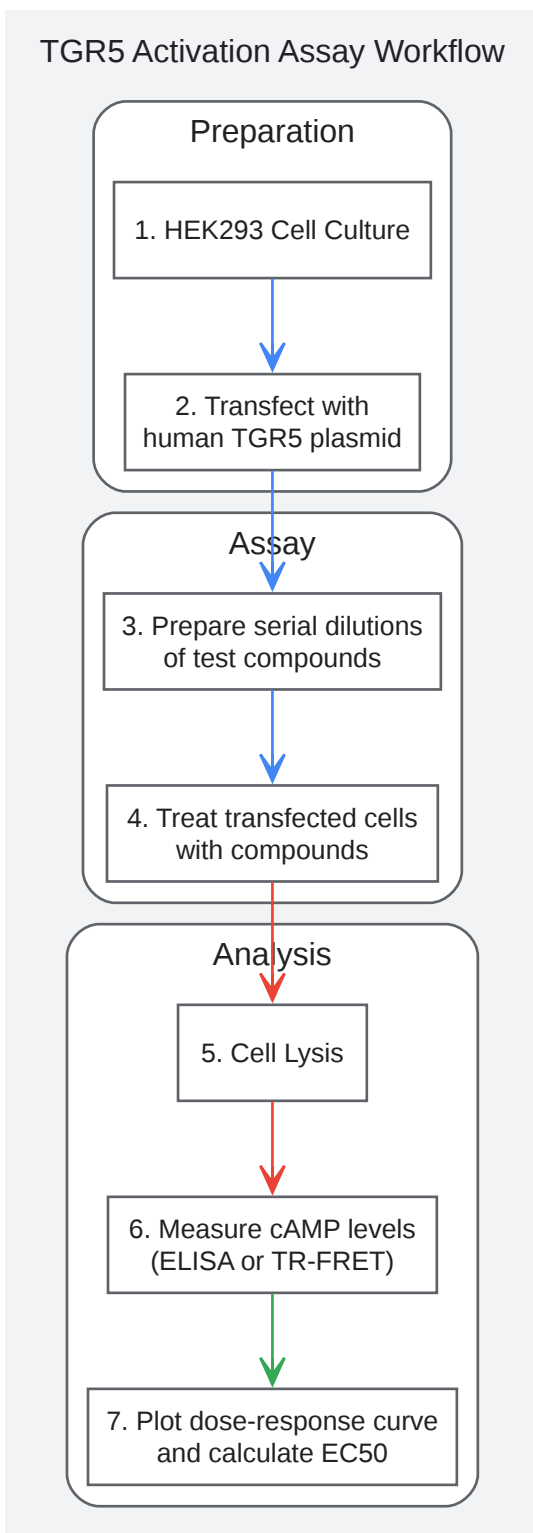 TGR5 Activation Assay Workflow
Preparation
1. HEK293 Cell Culture
2. Transfect with
human TGR5 plasmid
Assay
3. Prepare serial dilutions
of test compounds
4. Treat transfected cells
with compounds
Analysis
5. Cell Lysis
6. Measure cAMP levels
(ELISA or TR-FRET)
7. Plot dose-response curve
and calculate EC50